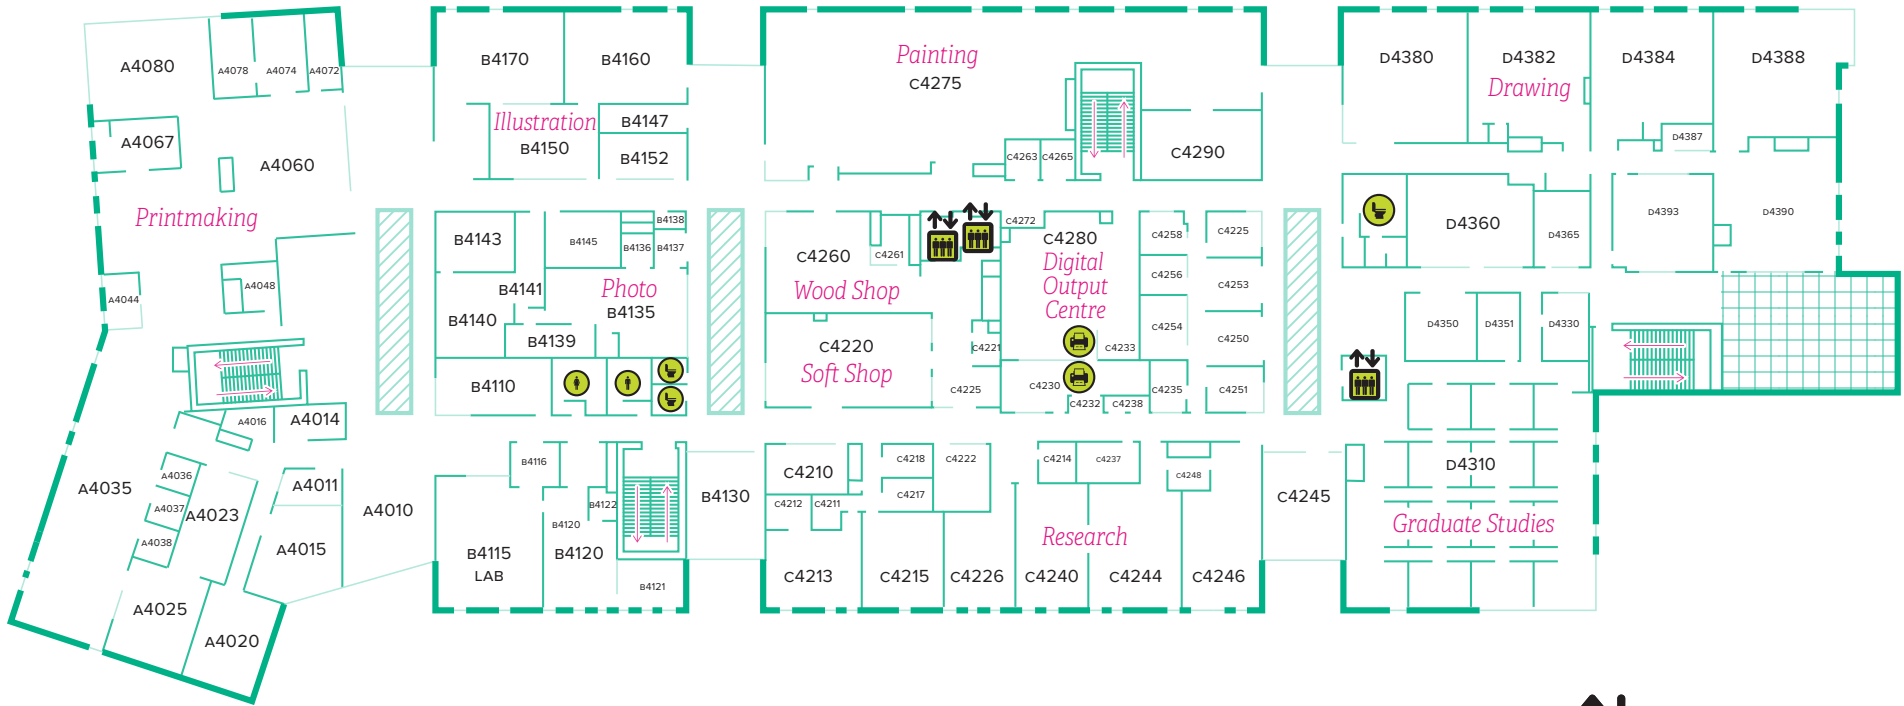 A4080
A4078
A4074
A4072
A4067
A4060
Printmaking
A4044
A4048
A4016
A4014
A4035
A4036
A4037
A4038
A4023
A4011
A4015
A4010
A4025
A4020
B4170
B4160
Illustration
B4150
B4147
B4152
B4143
B4145
B4138
B4136
B4137
B4141
Photo
B4135
B4140
B4139
B4110
B4116
B4122
B4120
B4120
B4115
LAB
B4121
B4130
Painting
C4275
C4263
C4265
C4290
C4260
C4261
Wood Shop
C4272
C4280
Digital
Output
Centre
C4258
C4225
C4256
C4253
C4254
C4250
C4220
Soft Shop
C4221
C4233
C4225
C4230
C4232
C4238
C4235
C4251
C4210
C4218
C4222
C4217
C4212
C4211
C4214
C4237
C4248
Research
C4213
C4215
C4226
C4240
C4244
C4246
C4245
D4380
D4382
Drawing
D4384
D4388
D4387
D4360
D4365
D4393
D4390
D4350
D4351
D4330
D4310
Graduate Studies